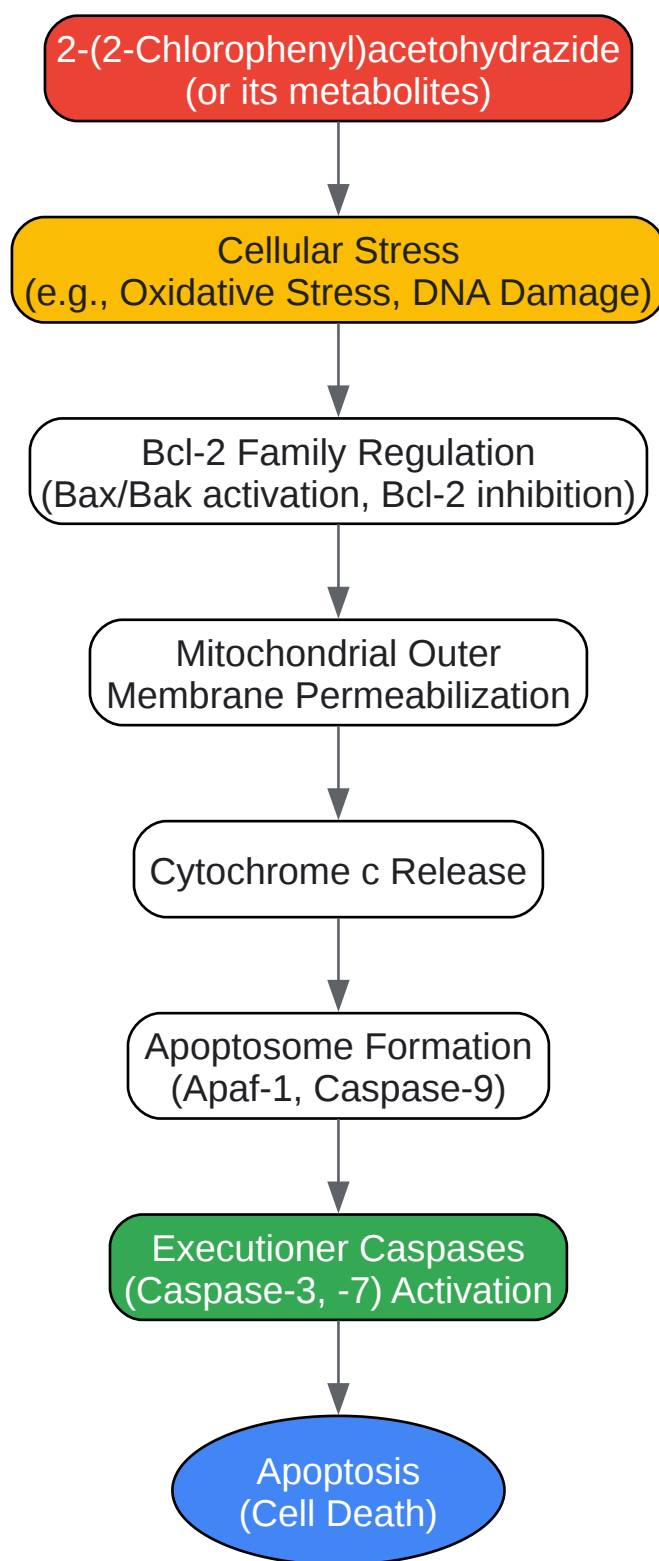 2-(2-Chlorophenyl)acetohydrazide
(or its metabolites)
Cellular Stress
(e.g., Oxidative Stress, DNA Damage)
Bcl-2 Family Regulation
(Bax/Bak activation, Bcl-2 inhibition)
Mitochondrial Outer
Membrane Permeabilization
Cytochrome c Release
Apoptosome Formation
(Apaf-1, Caspase-9)
Executioner Caspases
(Caspase-3, -7) Activation
Apoptosis
(Cell Death)